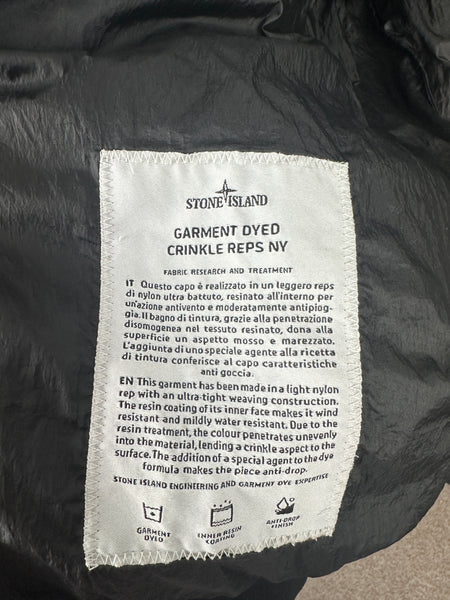 STONE ISLAND
GARMENT DYED
CRINKLE REPS NY
FABRIC RESEARCH AND TREATMENT
IT Questo capo è realizzato in un leggero reps
di nylon ultra battuto, resinato all'interno per
un'azione antivento e moderatamente antipiog-
gia. Il bagno di tintura, grazie alla penetrazione
disomogenea nel tessuto resinato, dona alla
superficie un aspetto mosso e marezzato.
L'aggiunta di uno speciale agente alla ricetta
di tintura conferisce al capo caratteristiche
anti goccia.
EN This garment has been made in a light nylon
rep with an ultra-tight weaving construction.
The resin coating of its inner face makes it wind
resistant and mildly water resistant. Due to the
resin treatment, the colour penetrates unevenly
into the material, lending a crinkle aspect to the
surface. The addition of a special agent to the dye
formula makes the piece anti-drop.
STONE ISLAND ENGINEERING AND GARMENT DYE EXPERTISE
GARMENT
DYED
INNER RESIN
COATING
ANTI-DROP
FINISH